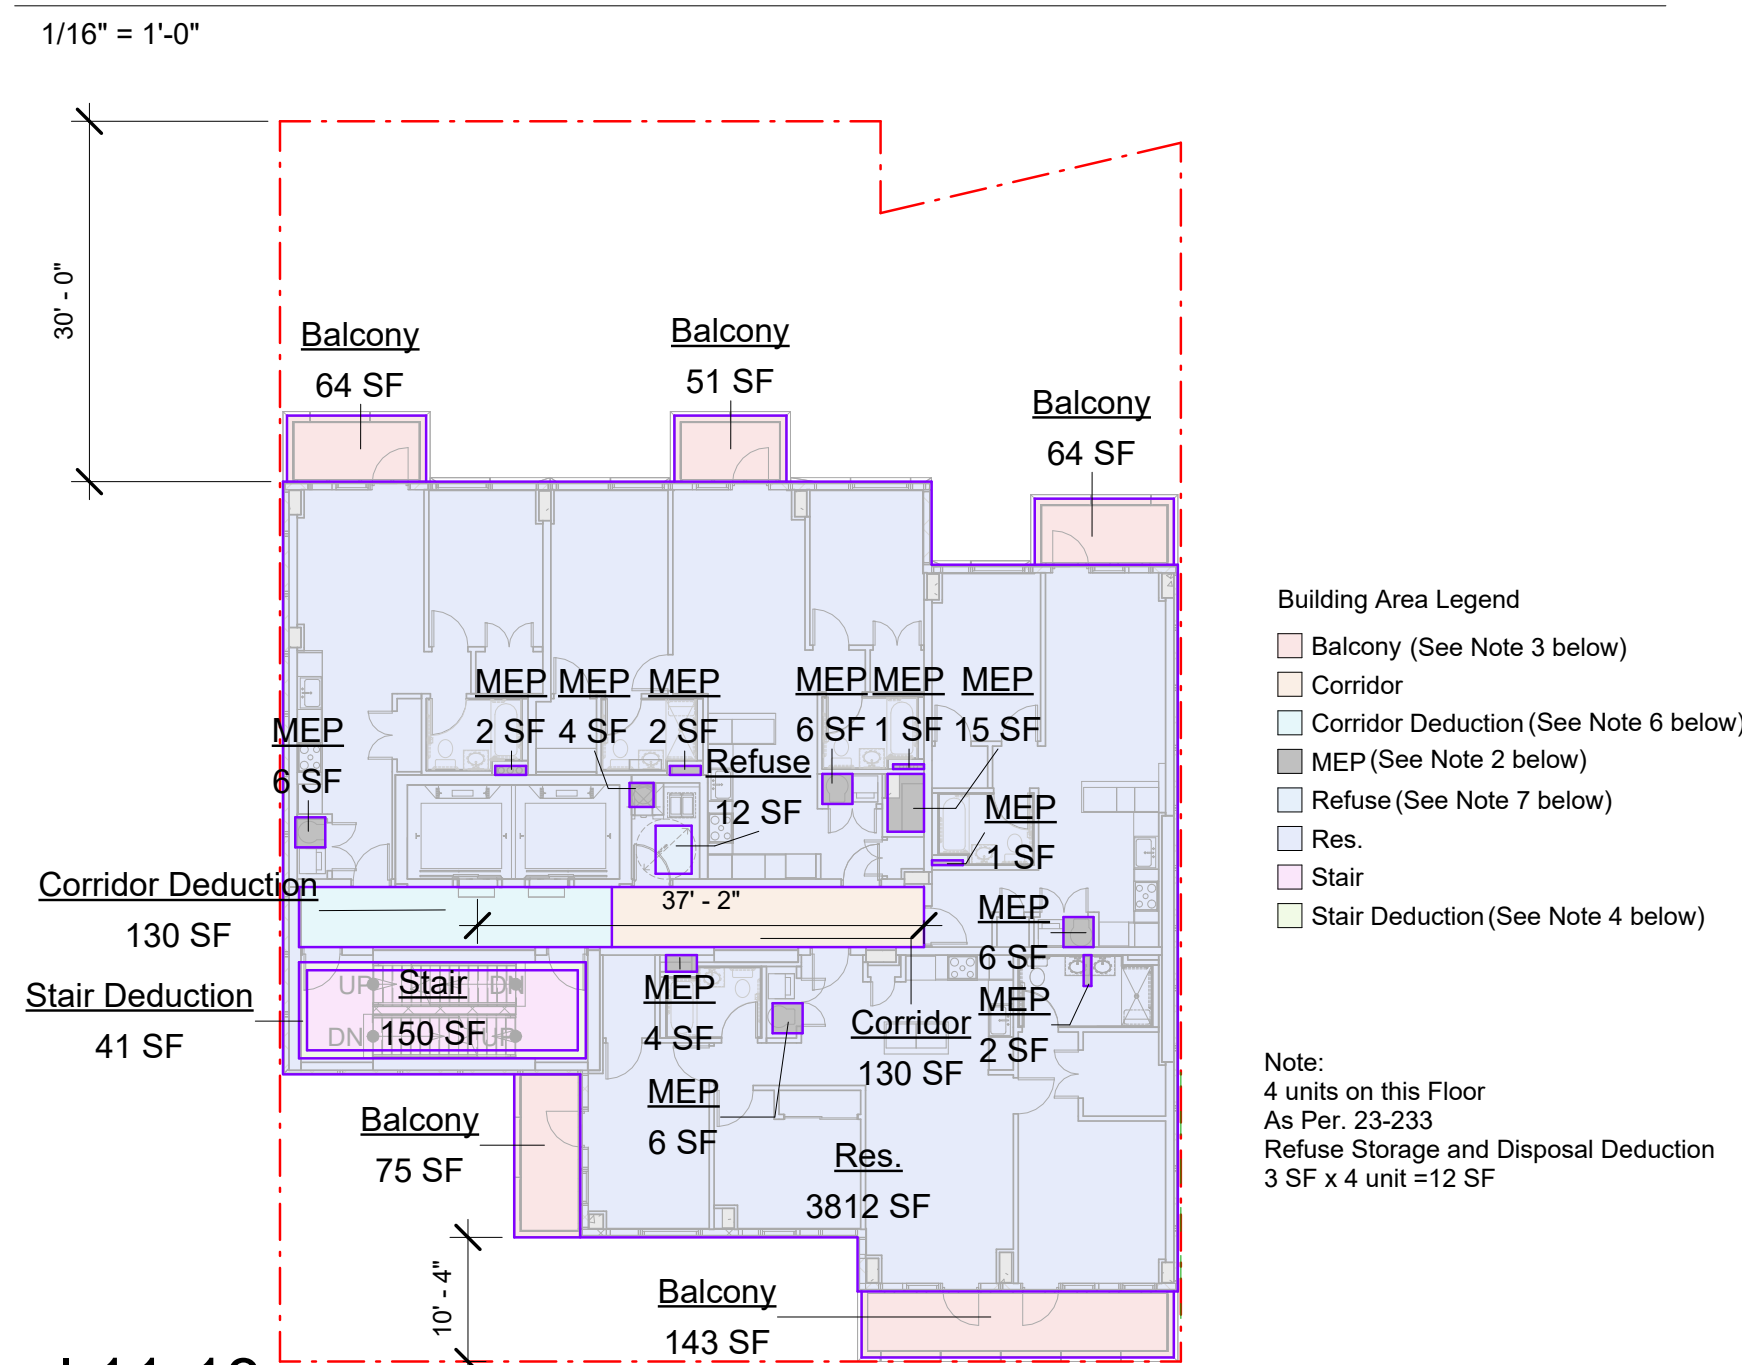 1/16" = 1'-0"
30' - 0"
Balcony
64 SF
Balcony
51 SF
Balcony
64 SF
MEP
2 SF
MEP
4 SF
MEP
2 SF
MEP
6 SF
MEP
1 SF
MEP
15 SF
MEP
6 SF
Refuse
12 SF
MEP
1 SF
Corridor Deduction
130 SF
37' - 2"
MEP
6 SF
Stair Deduction
41 SF
UP
DN
Stair
150 SF
DN
UP
MEP
4 SF
Corridor
130 SF
MEP
2 SF
MEP
6 SF
Balcony
75 SF
Res.
3812 SF
10' - 4"
Balcony
143 SF
Building Area Legend
Balcony (See Note 3 below)
Corridor
Corridor Deduction (See Note 6 below)
MEP (See Note 2 below)
Refuse (See Note 7 below)
Res.
Stair
Stair Deduction (See Note 4 below)
Note:
4 units on this Floor
As Per. 23-233
Refuse Storage and Disposal Deduction
3 SF x 4 unit =12 SF